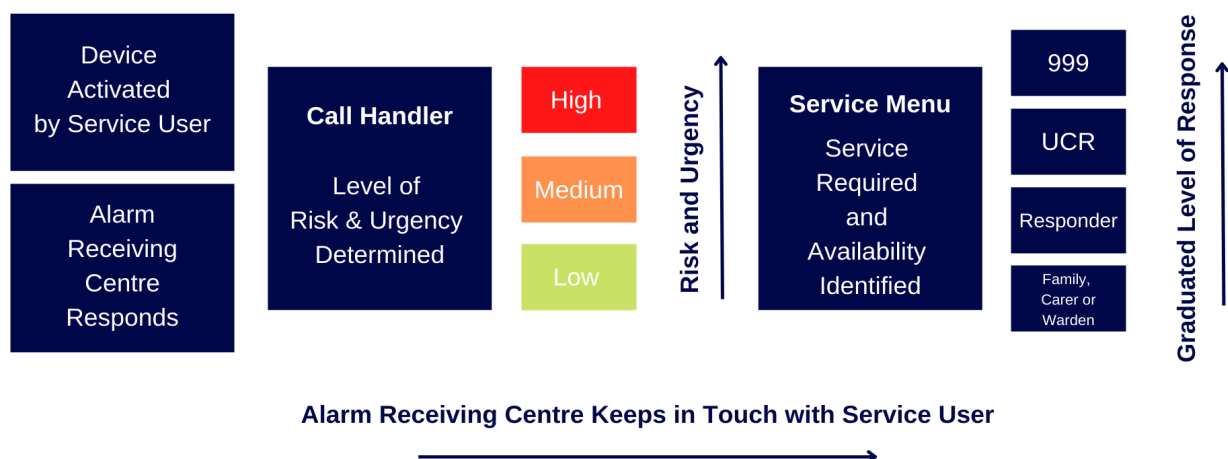 Device
Activated
by Service User
Alarm
Receiving
Centre
Responds
Call Handler
Level of
Risk & Urgency
Determined
High
Medium
Low
Risk and Urgency
Service Menu
Service
Required
and
Availability
Identified
999
UCR
Responder
Family,
Carer or
Warden
Graduated Level of Response
Alarm Receiving Centre Keeps in Touch with Service User